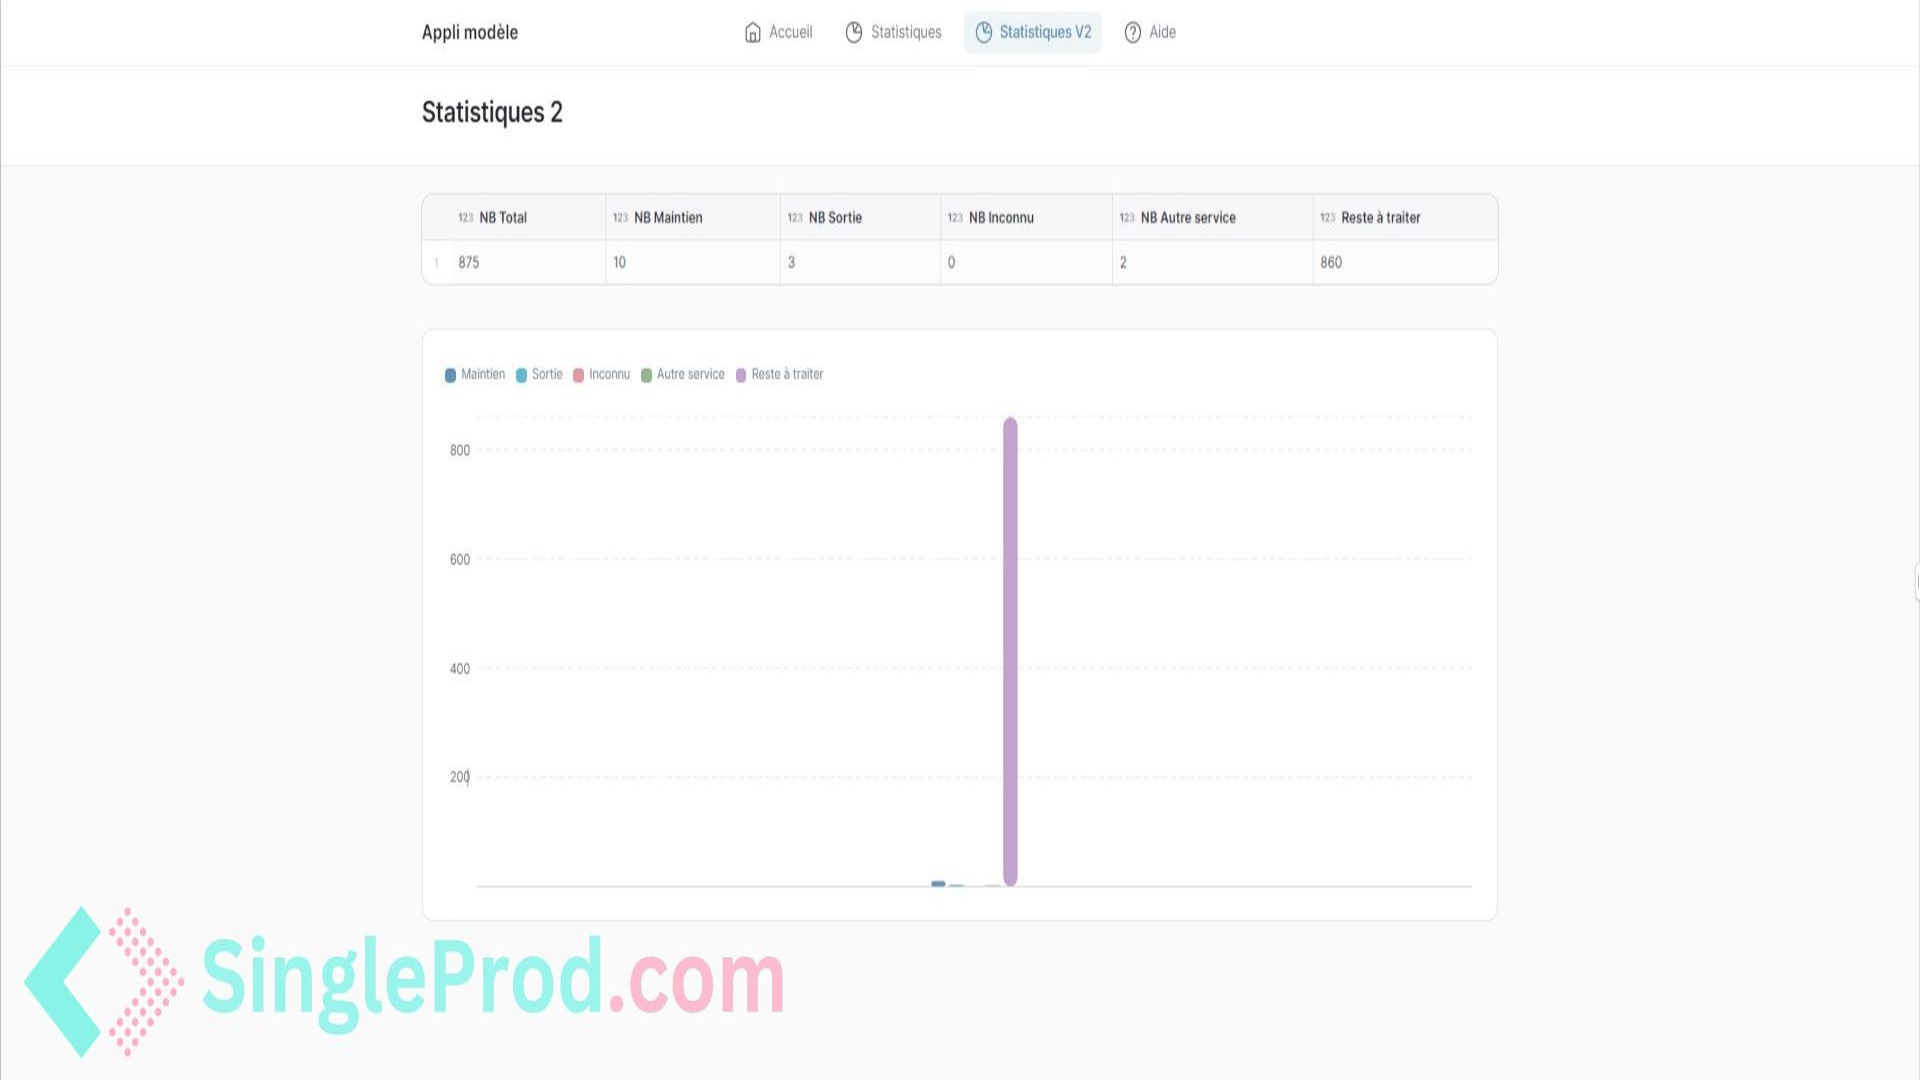 Appli modèle
Accueil
Statistiques
Statistiques V2
Aide
Statistiques 2
123 NB Total
123 NB Maintien
123 NB Sortie
123 NB Inconnu
123 NB Autre service
123 Reste à traiter
1 875 10 3 0 2 860
Maintien
Sortie
Inconnu
Autre service
Reste à traiter
800
600
400
200
SingleProd.com